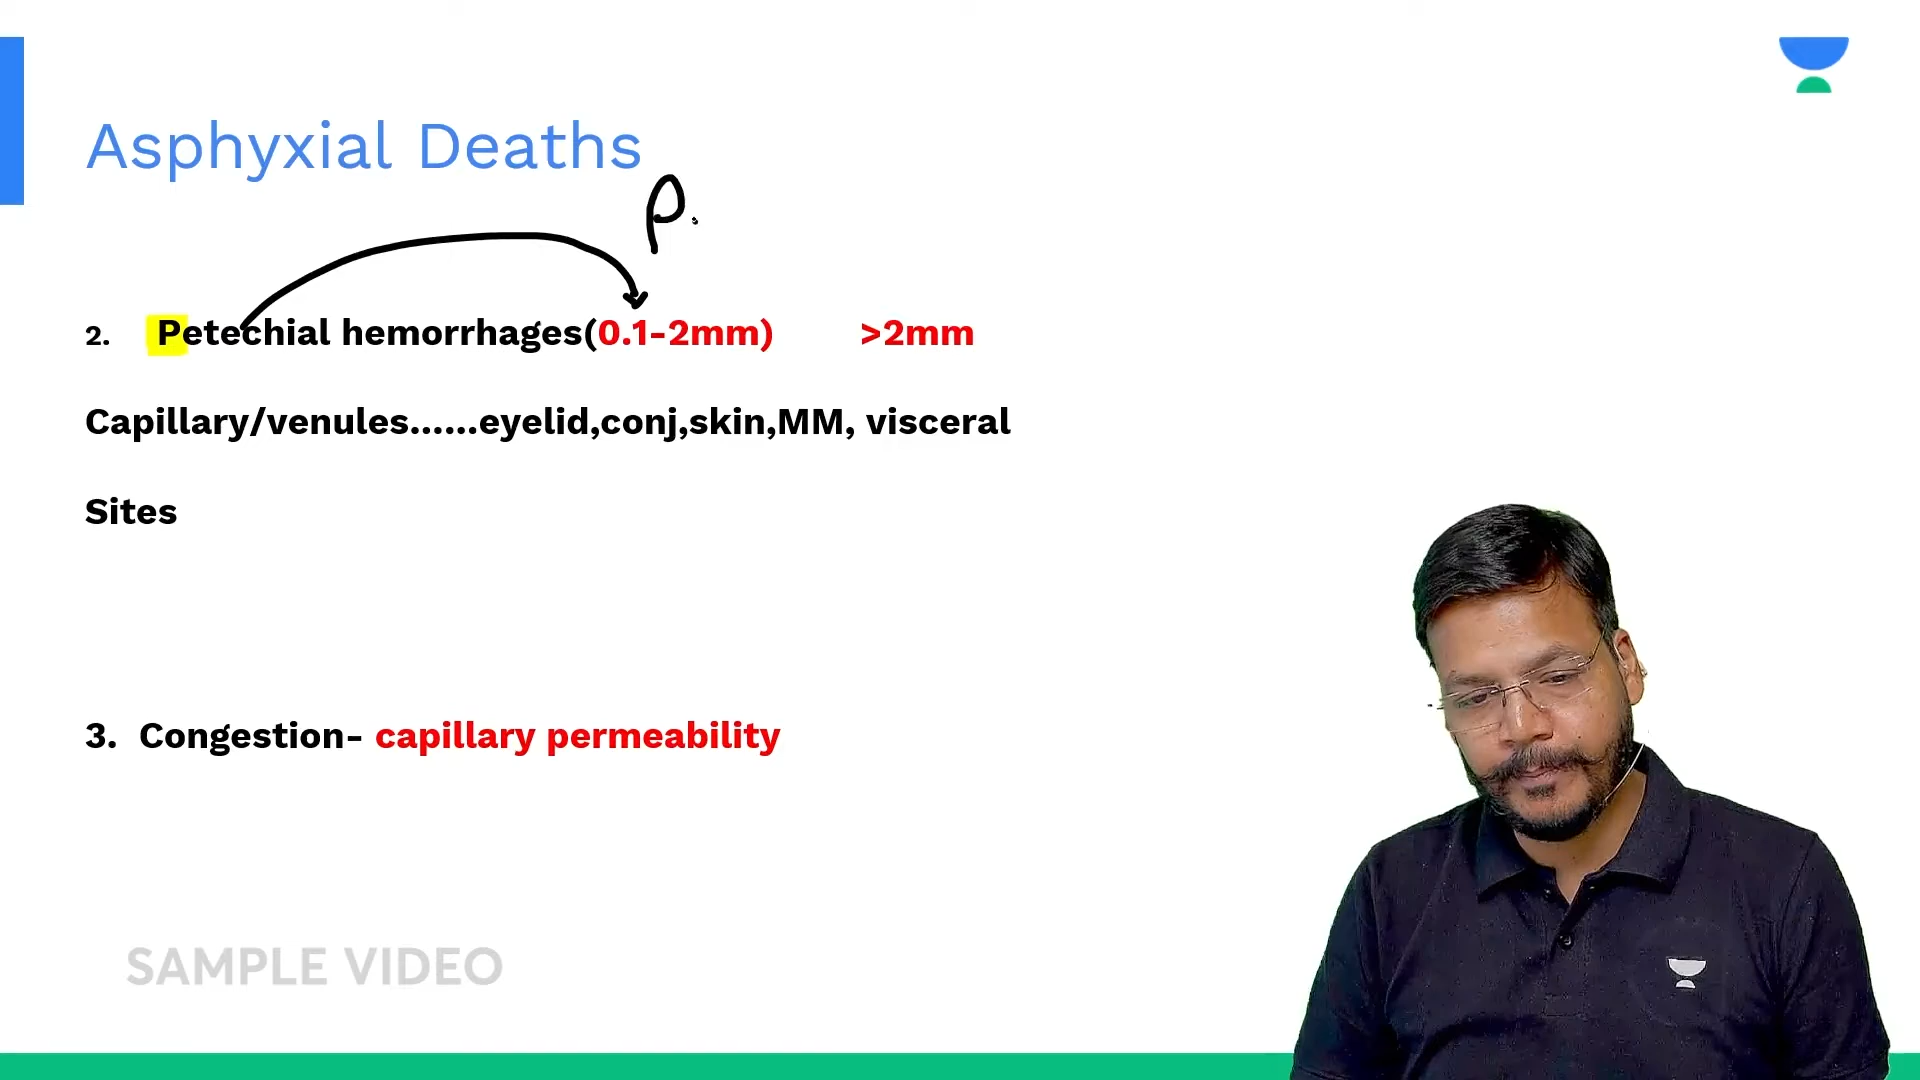 Asphyxial Deaths
P.
2. Petechial hemorrhages(0.1-2mm) >2mm
Capillary/venules......eyelid,conj,skin,MM, visceral
Sites
3. Congestion- capillary permeability
SAMPLE VIDEO